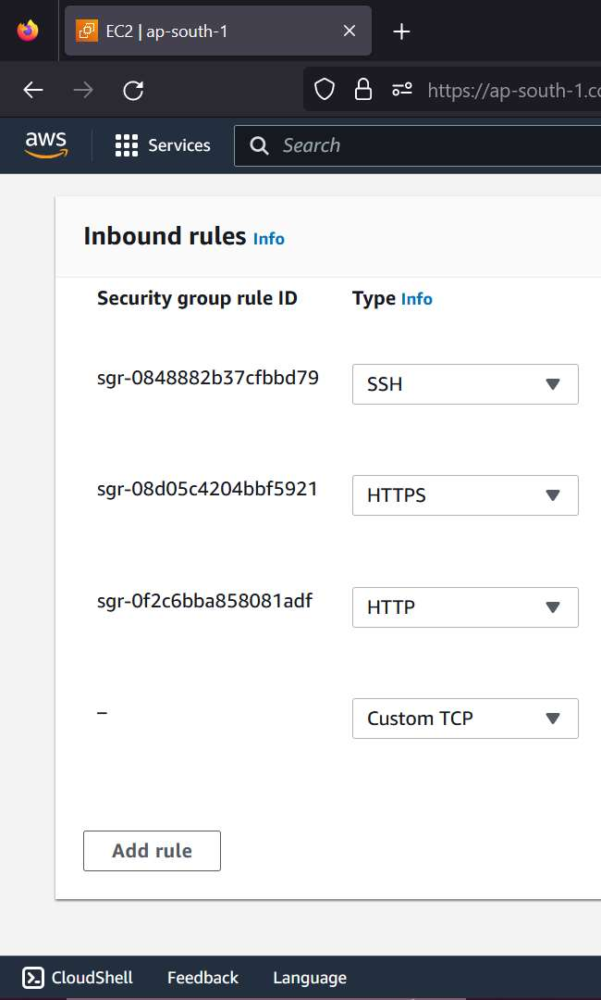 EC2 | ap-south-1
https://ap-south-1.c
aws Services Search
Inbound rules Info
Security group rule ID Type Info
sgr-0848882b37cfbbd79 SSH
sgr-08d05c4204bbf5921 HTTPS
sgr-0f2c6bba858081adf HTTP
– Custom TCP
Add rule
CloudShell Feedback Language